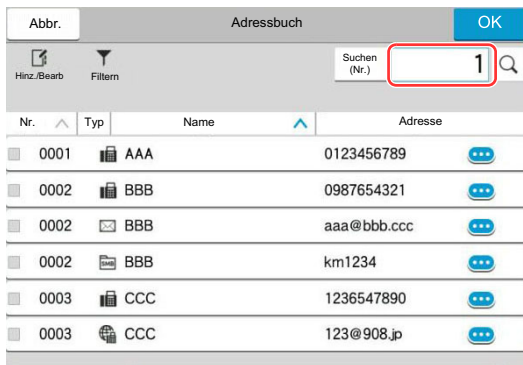 Abbr. Adressbuch OK
Hinz./Bearb Filtern Suchen (Nr.) 1
Nr. Typ Name Adresse
0001 AAA 0123456789
0002 BBB 0987654321
0002 BBB aaa@bbb.ccc
0002 SMB BBB km1234
0003 CCC 1236547890
0003 CCC 123@908.jp